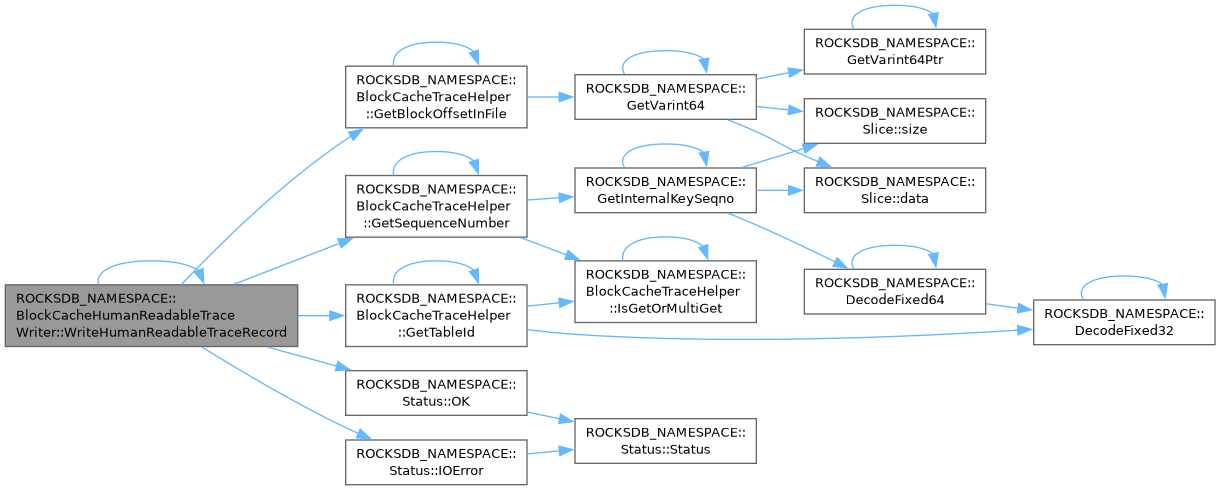 ROCKSDB_NAMESPACE::
BlockCacheHumanReadableTrace
Writer::WriteHumanReadableTraceRecord
ROCKSDB_NAMESPACE::
BlockCacheTraceHelper
::GetBlockOffsetInFile
ROCKSDB_NAMESPACE::
BlockCacheTraceHelper
::GetSequenceNumber
ROCKSDB_NAMESPACE::
BlockCacheTraceHelper
::GetTableId
ROCKSDB_NAMESPACE::
Status::OK
ROCKSDB_NAMESPACE::
Status::IOError
ROCKSDB_NAMESPACE::
GetVarint64
ROCKSDB_NAMESPACE::
GetInternalKeySeqno
ROCKSDB_NAMESPACE::
BlockCacheTraceHelper
::IsGetOrMultiGet
ROCKSDB_NAMESPACE::
Status::Status
ROCKSDB_NAMESPACE::
GetVarint64Ptr
ROCKSDB_NAMESPACE::
Slice::size
ROCKSDB_NAMESPACE::
Slice::data
ROCKSDB_NAMESPACE::
DecodeFixed64
ROCKSDB_NAMESPACE::
DecodeFixed32